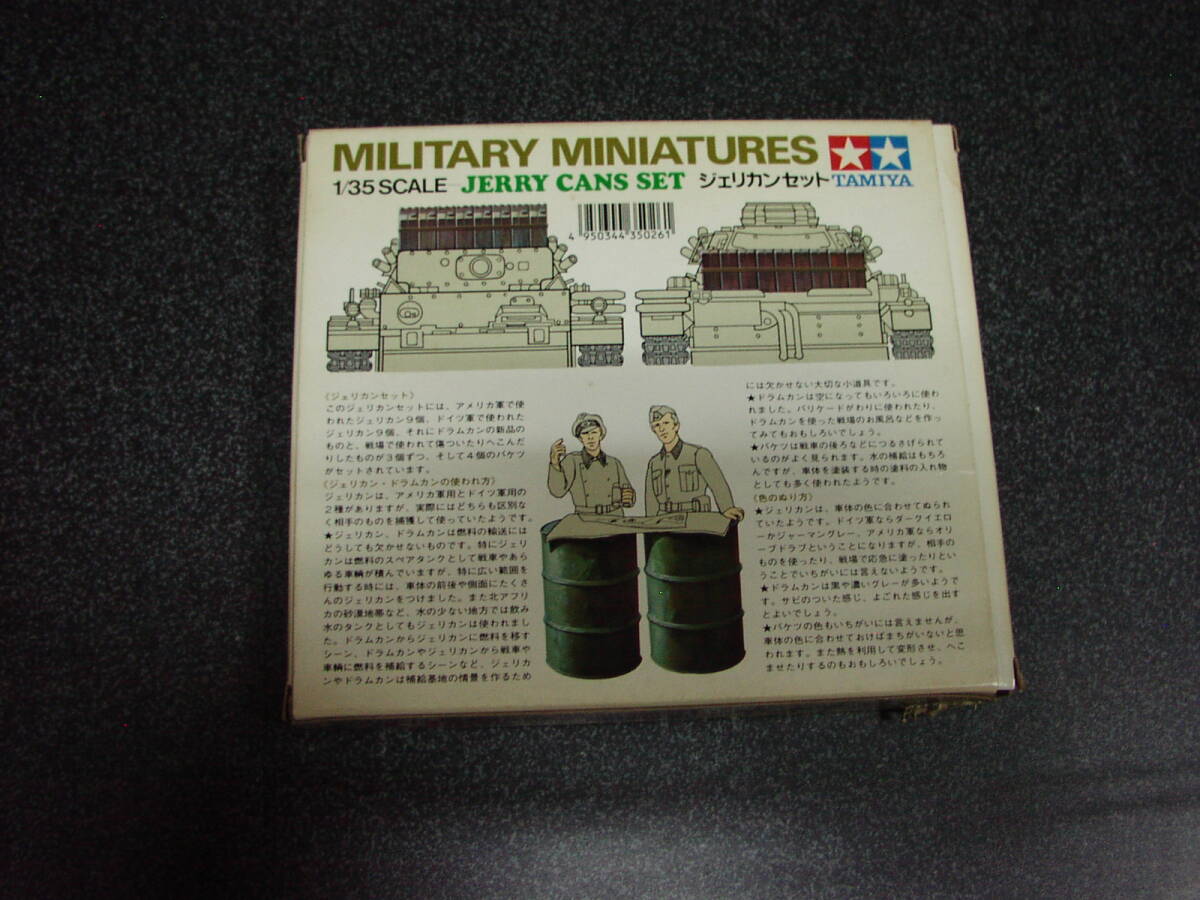 MILITARY MINIATURES
1/35 SCALE JERRY CANS SET ジェリカンセット TAMIYA
4 950344 350261
〈ジェリカンセット〉
このジェリカンセットには、アメリカ軍で使
われたジェリカン9個、ドイツ軍で使われた
ジェリカン9個、それにドラムカンの新品の
ものと、戦場で使われて傷ついたりへこんだ
りしたものが3個ずつ、そして4個のバケツ
がセットされています。
〈ジェリカン・ドラムカンの使われ方〉
ジェリカンは、アメリカ軍用とドイツ軍用の
2種がありますが、実際にはどちらも区別な
く相手のものを捕獲して使っていたようです。
★ジェリカン、ドラムカンは燃料の輸送には
どうしても欠かせないものです。特にジェリ
カンは燃料のスペアタンクとして戦車やあら
ゆる車輌が積んでいますが、特に広い範囲を
行動する時には、車体の前後や側面にたくさ
んのジェリカンをつけました。また北アフリ
カの砂漠地帯など、水の少ない地方では飲み
水のタンクとしてもジェリカンは使われまし
た。ドラムカンからジェリカンに燃料を移す
シーン、ドラムカンやジェリカンから戦車や
車輌に燃料を補給するシーンなど、ジェリカ
ンやドラムカンは補給基地の情景を作るため
には欠かせない大切な小道具です。
★ドラムカンは空になってもいろいろに使わ
れました。バリケードがわりに使われたり、
ドラムカンを使った戦場のお風呂などを作っ
てみてもおもしろいでしょう。
★バケツは戦車の後ろなどにつるさげられて
いるのがよく見られます。水の補給はもちろ
んですが、車体を塗装する時の塗料の入れ物
としても多く使われたようです。
〈色のぬり方〉
★ジェリカンは、車体の色に合わせてぬられ
ていたようです。ドイツ軍ならダークイエロ
ーかジャーマングレー、アメリカ軍ならオリ
ーブドラブということになりますが、相手の
ものを使ったり、戦場で応急に塗ったりとい
うことでいちがいには言えないようです。
★ドラムカンは黒や濃いグレーが多いようで
す。サビのついた感じ、よごれた感じを出すと
とよいでしょう。
★バケツの色もいちがいには言えませんが、
車体の色に合わせておけばまちがいないと思
われます。また熱を利用して変形させ、へこ
ませたりするのもおもしろいでしょう。